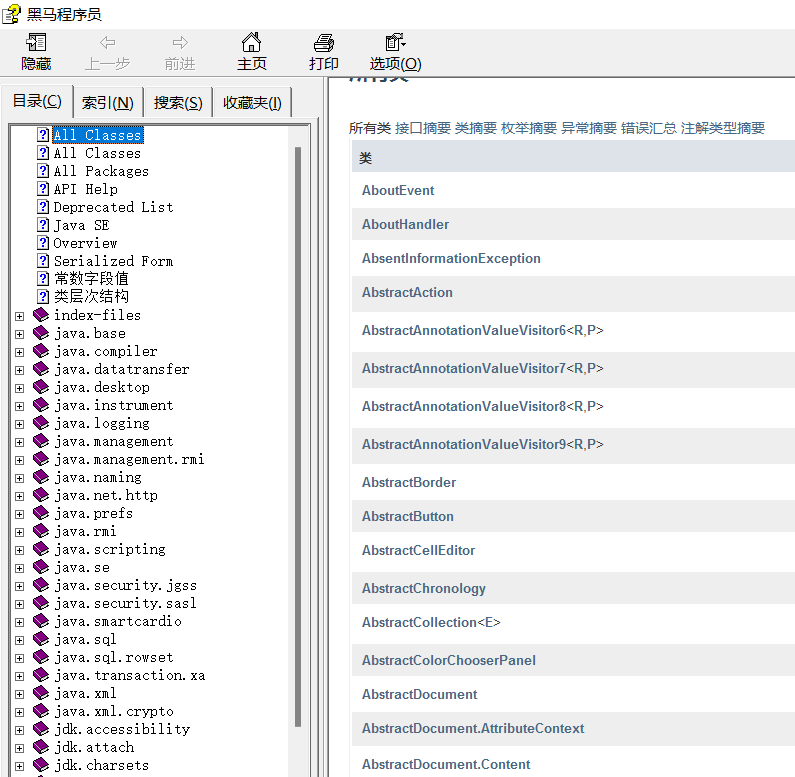 黑马程序员
隐藏 上一步 前进 主页 打印 选项(O)
目录(C) 索引(N) 搜索(S) 收藏夹(I)
All Classes
All Classes
All Packages
API Help
Deprecated List
Java SE
Overview
Serialized Form
常数字段值
类层次结构
index-files
java.base
java.compiler
java.datatransfer
java.desktop
java.instrument
java.logging
java.management
java.management.rmi
java.naming
java.net.http
java.prefs
java.rmi
java.scripting
java.se
java.security.jgss
java.security.sasl
java.smartcardio
java.sql
java.sql.rowset
java.transaction.xa
java.xml
java.xml.crypto
jdk.accessibility
jdk.attach
jdk.charsets
所有类
所有类 接口摘要 类摘要 枚举摘要 异常摘要 错误汇总 注解类型摘要
类
AboutEvent
AboutHandler
AbsentInformationException
AbstractAction
AbstractAnnotationValueVisitor6<R,P>
AbstractAnnotationValueVisitor7<R,P>
AbstractAnnotationValueVisitor8<R,P>
AbstractAnnotationValueVisitor9<R,P>
AbstractBorder
AbstractButton
AbstractCellEditor
AbstractChronology
AbstractCollection<E>
AbstractColorChooserPanel
AbstractDocument
AbstractDocument.AttributeContext
AbstractDocument.Content